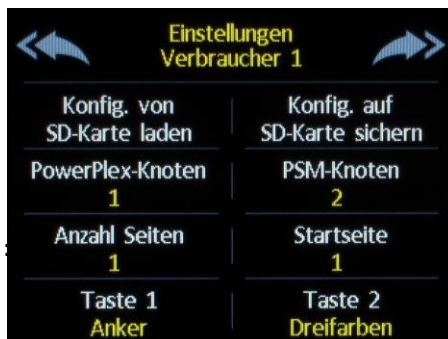 Einstellungen
Verbraucher 1
Konfig. von
SD-Karte laden
Konfig. auf
SD-Karte sichern
PowerPlex-Knoten
1
PSM-Knoten
2
Anzahl Seiten
1
Startseite
1
Taste 1
Anker
Taste 2
Dreifarben